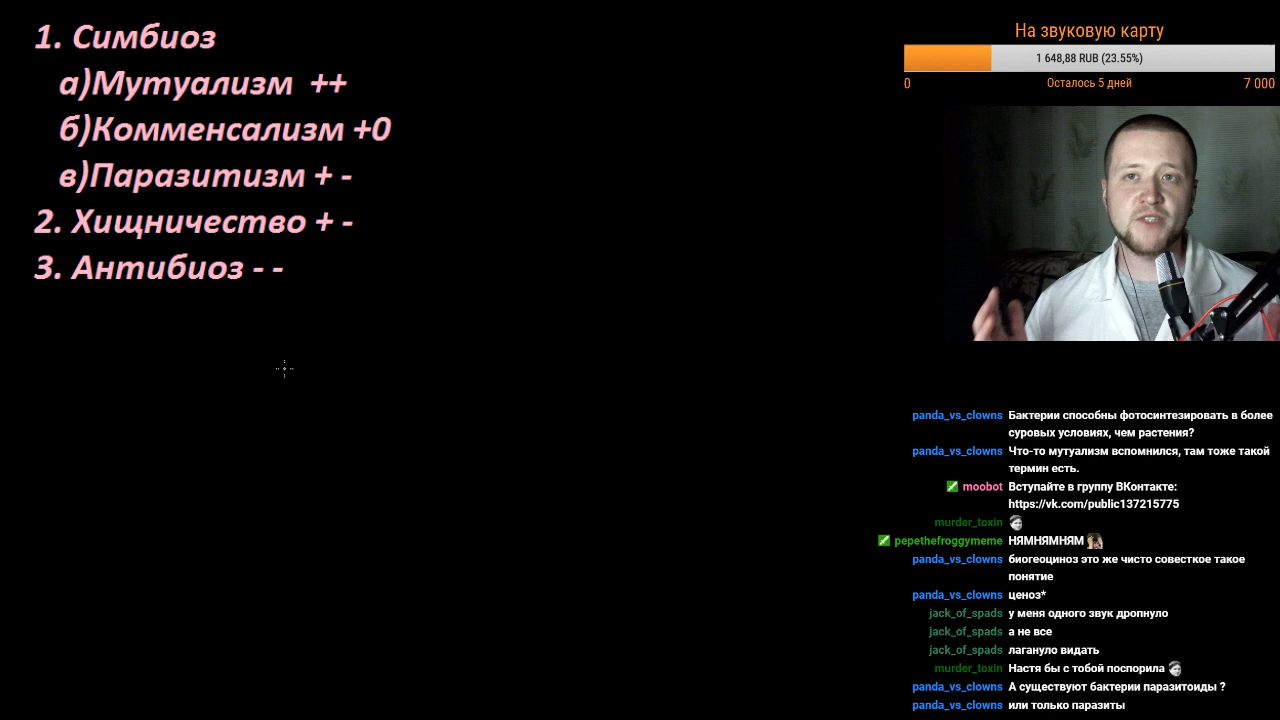 1. Симбиоз
а)Мутуализм ++
б)Комменсализм +0
в)Паразитизм + -
2. Хищничество + -
3. Антибиоз - -
На звуковую карту
1 648,88 RUB (23.55%)
0 Осталось 5 дней 7 000
panda_vs_clowns Бактерии способны фотосинтезировать в более
суровых условиях, чем растения?
panda_vs_clowns Что-то мутуализм вспомнился, там тоже такой
термин есть.
moobot Вступайте в группу ВКонтакте:
https://vk.com/public137215775
murder_toxin
pepethefroggymeme НЯМНЯМНЯМ
panda_vs_clowns биогеоциноз это же чисто совесткое такое
понятие
panda_vs_clowns ценоз*
jack_of_spads у меня одного звук дропнуло
jack_of_spads а не все
jack_of_spads лагануло видать
murder_toxin Настя бы с тобой поспорила
panda_vs_clowns А существуют бактерии паразитоиды ?
panda_vs_clowns или только паразиты